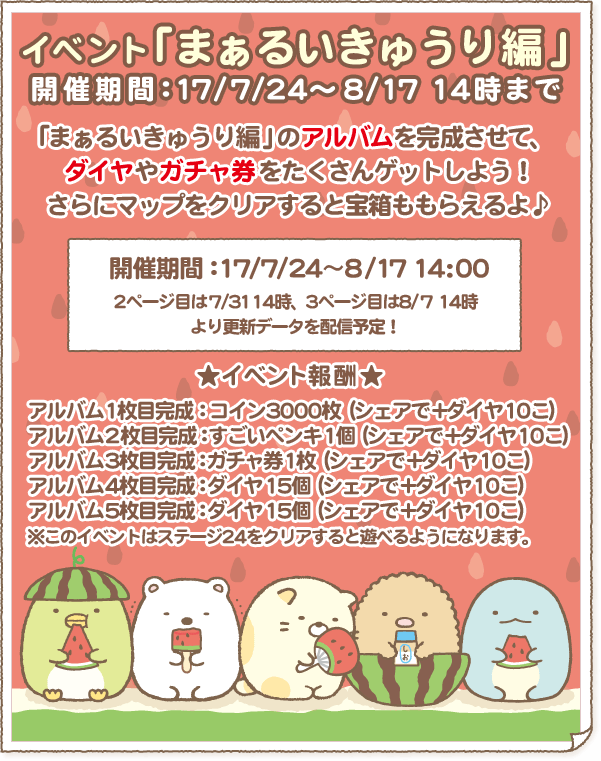 イベント「まぁるいきゅうり編」
開催期間：17/7/24～8/17 14時まで
「まぁるいきゅうり編」のアルバムを完成させて、
ダイヤやガチャ券をたくさんゲットしよう！
さらにマップをクリアすると宝箱ももらえるよ♪
開催期間：17/7/24～8/17 14:00
2ページ目は7/31 14時、3ページ目は8/7 14時
より更新データを配信予定！
★イベント報酬★
アルバム1枚目完成：コイン3000枚（シェアで+ダイヤ10こ）
アルバム2枚目完成：すごいペンキ1個（シェアで+ダイヤ10こ）
アルバム3枚目完成：ガチャ券1枚（シェアで+ダイヤ10こ）
アルバム4枚目完成：ダイヤ15個（シェアで+ダイヤ10こ）
アルバム5枚目完成：ダイヤ15個（シェアで+ダイヤ10こ）
※このイベントはステージ24をクリアすると遊べるようになります。
しお